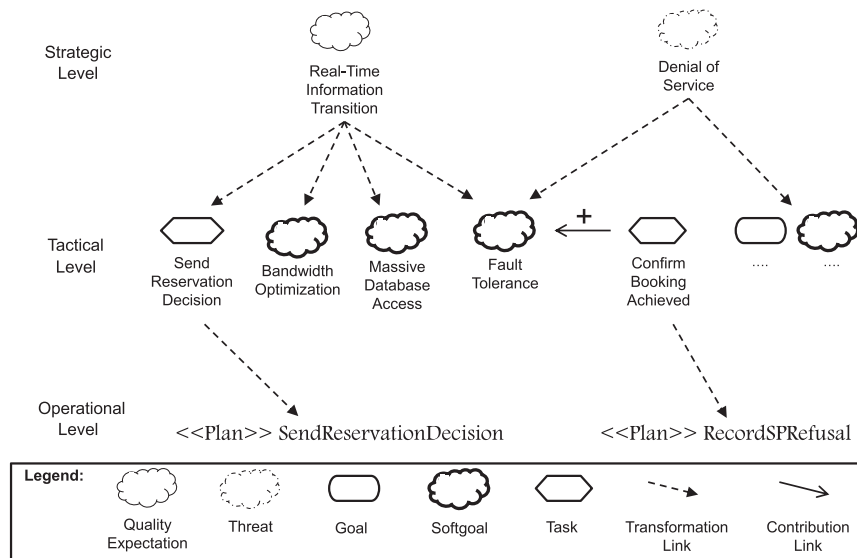 Strategic
Level
Real-Time
Information
Transition
Denial of
Service
Tactical
Level
Send
Reservation
Decision
Bandwidth
Optimization
Massive
Database
Access
Fault
Tolerance
+
Confirm
Booking
Achieved
....
....
Operational
Level
<<Plan>> SendReservationDecision
<<Plan>> RecordSPRefusal
Legend:
Quality
Expectation
Threat
Goal
Softgoal
Task
Transformation
Link
Contribution
Link